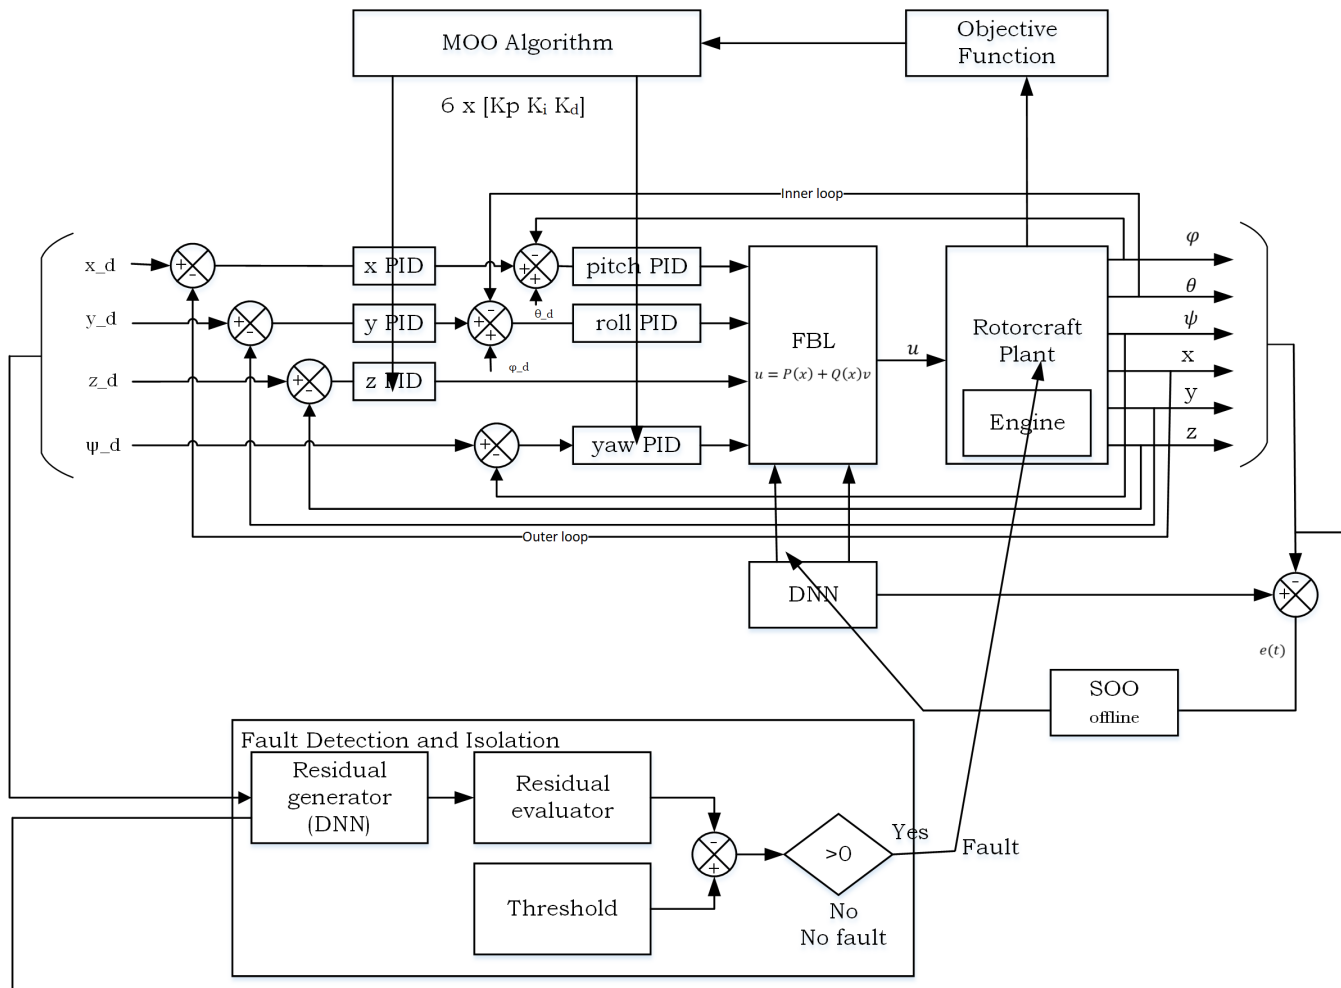 MOO Algorithm
Objective
Function
6 x [Kp Ki Kd]
Inner loop
x_d
y_d
z_d
ψ_d
+
-
+
-
+
-
+
-
x PID
y PID
z PID
-
+
+
θ_d
-
+
+
φ_d
pitch PID
roll PID
yaw PID
FBL
u = P(x) + Q(x)v
u
Rotorcraft
Plant
Engine
φ
θ
ψ
x
y
z
Outer loop
DNN
-
+
e(t)
SOO
offline
Fault Detection and Isolation
Residual
generator
(DNN)
Residual
evaluator
Threshold
-
+
>0
Yes
Fault
No
No fault